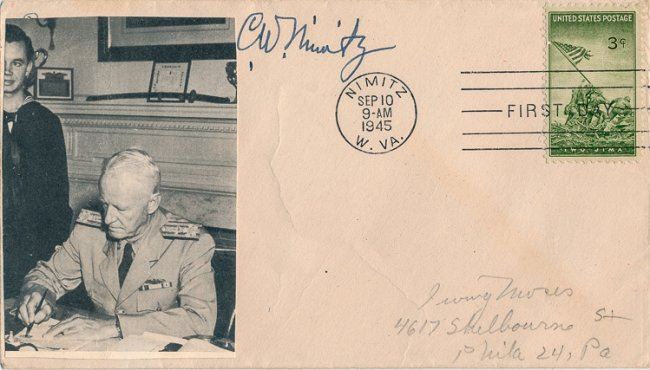 C.W. Nimitz
NIMITZ
SEP 10
9-AM
1945
W. VA.
UNITED STATES POSTAGE
3¢
FIRST DAY
IWO JIMA
Irving Moses
4617 Shelbourne St
Phila 24, Pa